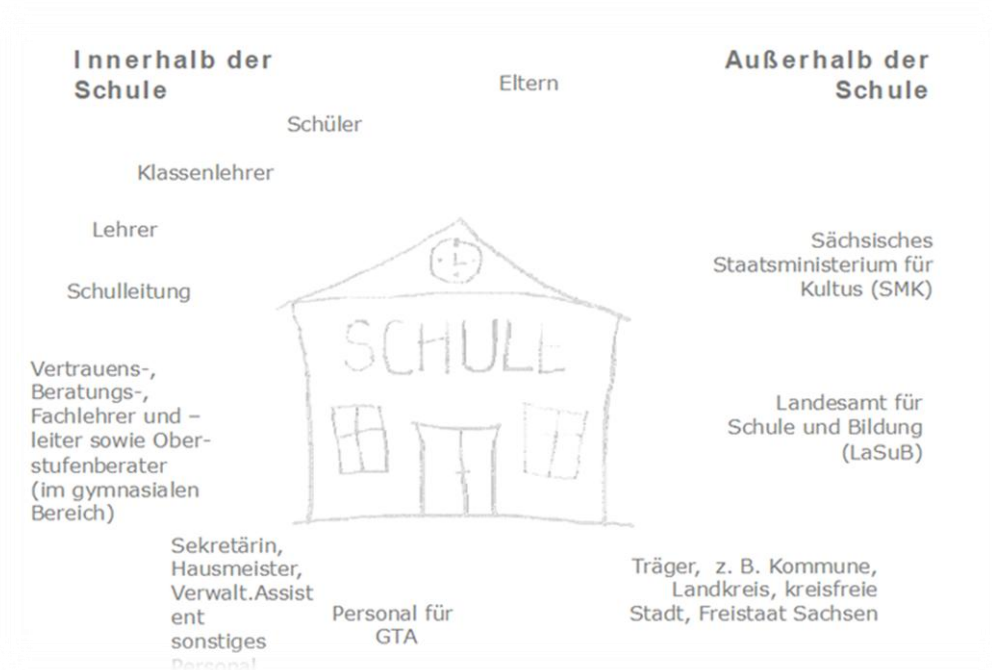 Innerhalb der
Schule
Außerhalb der
Schule
Eltern
Schüler
Klassenlehrer
Lehrer
Schulleitung
Vertrauens-,
Beratungs-,
Fachlehrer und –
leiter sowie Ober-
stufenberater
(im gymnasialen
Bereich)
Sekretärin,
Hausmeister,
Verwalt.Assist
ent
sonstiges
Personal
Personal für
GTA
SCHULE
Sächsisches
Staatsministerium für
Kultus (SMK)
Landesamt für
Schule und Bildung
(LaSuB)
Träger, z. B. Kommune,
Landkreis, kreisfreie
Stadt, Freistaat Sachsen